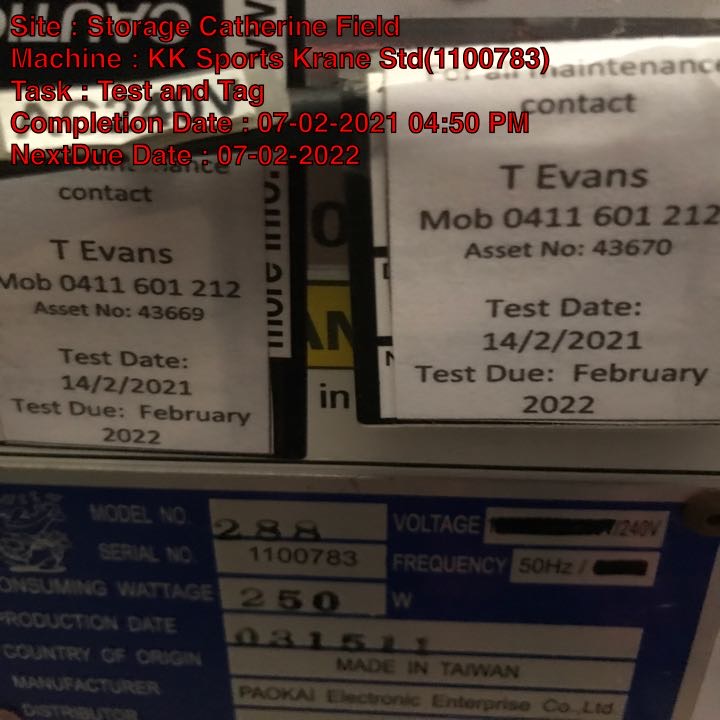 Site : Storage Catherine Field
Machine : KK Sports Krane Std(1100783)
Task : Test and Tag
Completion Date : 07-02-2021 04:50 PM
NextDue Date : 07-02-2022
CAUTION
contact
T Evans
Mob 0411 601 212
Asset No: 43669
Test Date:
14/2/2021
Test Due: February
2022
more info.
in
maintenance
contact
T Evans
Mob 0411 601 212
Asset No: 43670
Test Date:
14/2/2021
Test Due: February
2022
MODEL NO. 288
VOLTAGE /240V
SERIAL NO. 1100783
FREQUENCY 50Hz /
CONSUMING WATTAGE 250 W
PRODUCTION DATE 031511
COUNTRY OF ORIGIN MADE IN TAIWAN
MANUFACTURER PAOKAI Electronic Enterprise Co.,Ltd.
DISTRIBUTOR